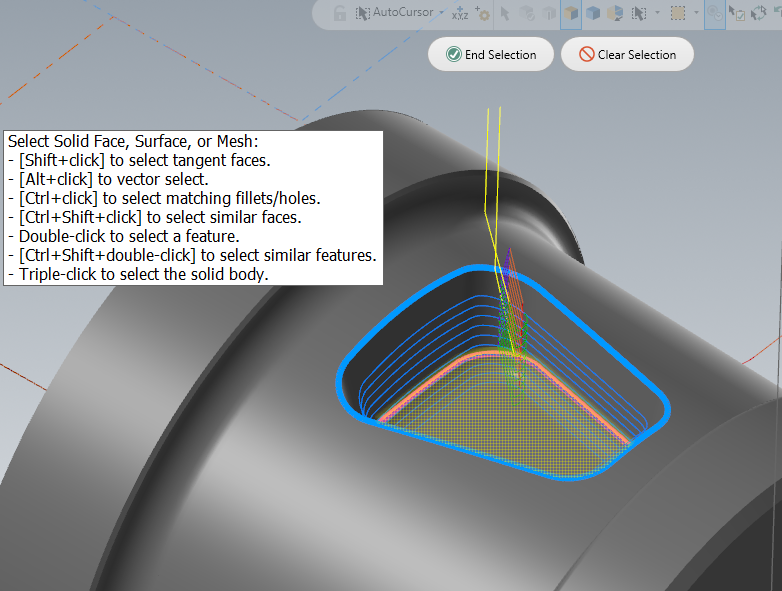 AutoCursor
XYZ
End Selection
Clear Selection
Select Solid Face, Surface, or Mesh:
- [Shift+click] to select tangent faces.
- [Alt+click] to vector select.
- [Ctrl+click] to select matching fillets/holes.
- [Ctrl+Shift+click] to select similar faces.
- Double-click to select a feature.
- [Ctrl+Shift+double-click] to select similar features.
- Triple-click to select the solid body.